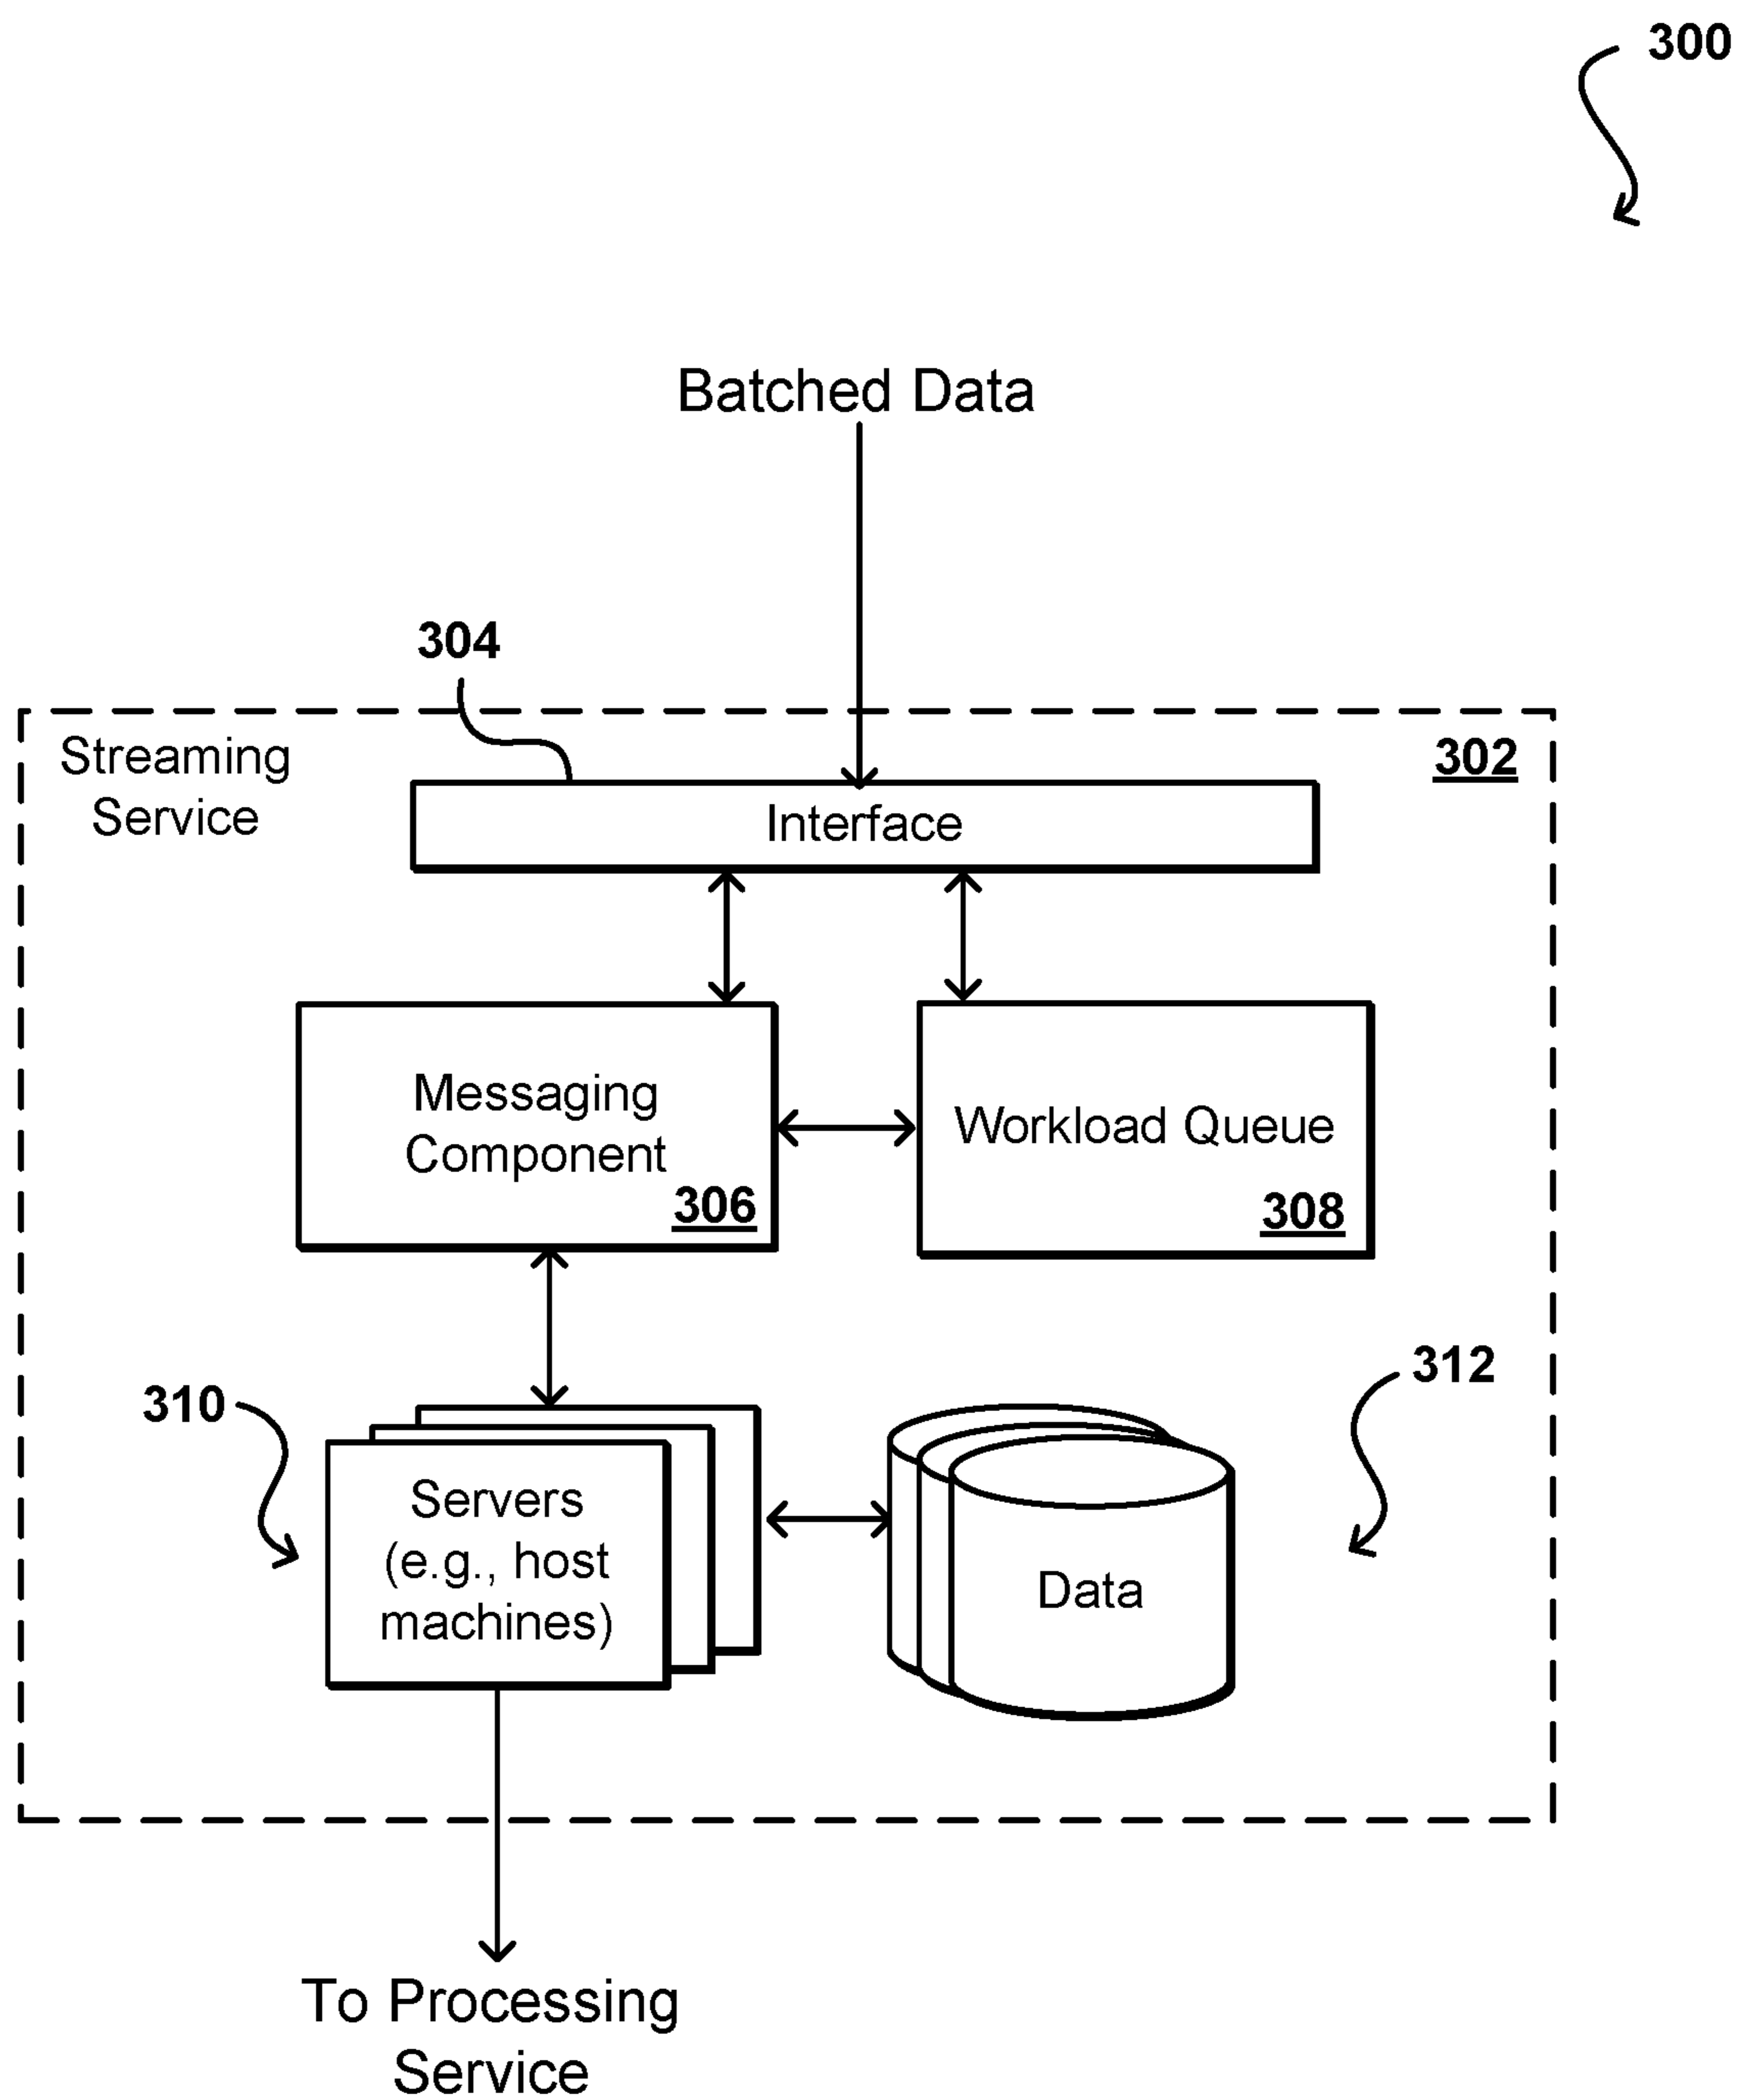 300
Batched Data
304
Streaming
Service
302
Interface
Messaging
Component
306
Workload Queue
308
310
312
Servers
(e.g., host
machines)
Data
To Processing
Service